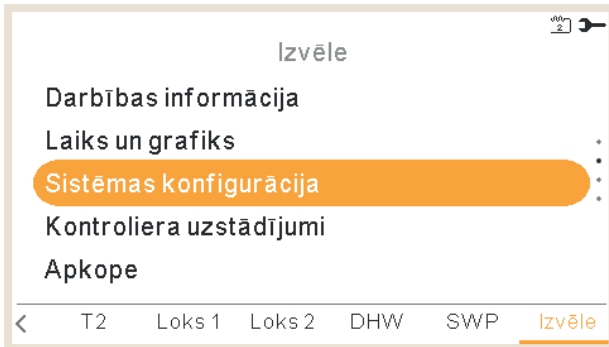 2
Izvēle
Darbības informācija
Laiks un grafiks
Sistēmas konfigurācija
Kontroliera uzstādījumi
Apkope
< T2 Loks 1 Loks 2 DHW SWP Izvēle